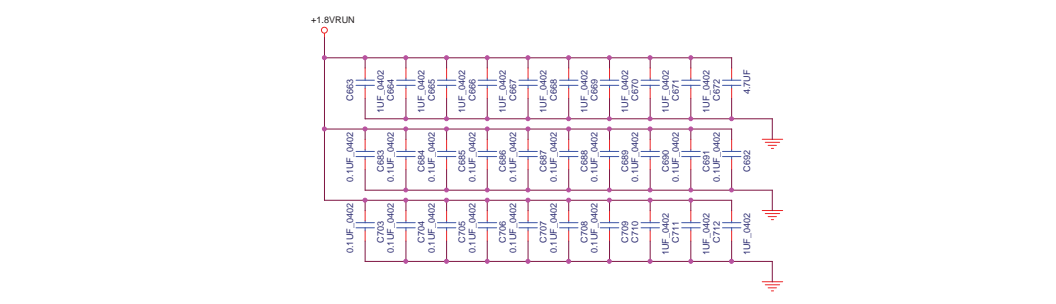 +1.8VRUN
C663
1UF_0402
C664
1UF_0402
C665
1UF_0402
C666
1UF_0402
C667
1UF_0402
C668
1UF_0402
C669
1UF_0402
C670
1UF_0402
C671
1UF_0402
C672
4.7UF
0.1UF_0402
C683
0.1UF_0402
C684
0.1UF_0402
C685
0.1UF_0402
C686
0.1UF_0402
C687
0.1UF_0402
C688
0.1UF_0402
C689
0.1UF_0402
C690
0.1UF_0402
C691
0.1UF_0402
C692
0.1UF_0402
C703
0.1UF_0402
C704
0.1UF_0402
C705
0.1UF_0402
C706
0.1UF_0402
C707
0.1UF_0402
C708
0.1UF_0402
C709
C710
1UF_0402
C711
1UF_0402
C712
1UF_0402